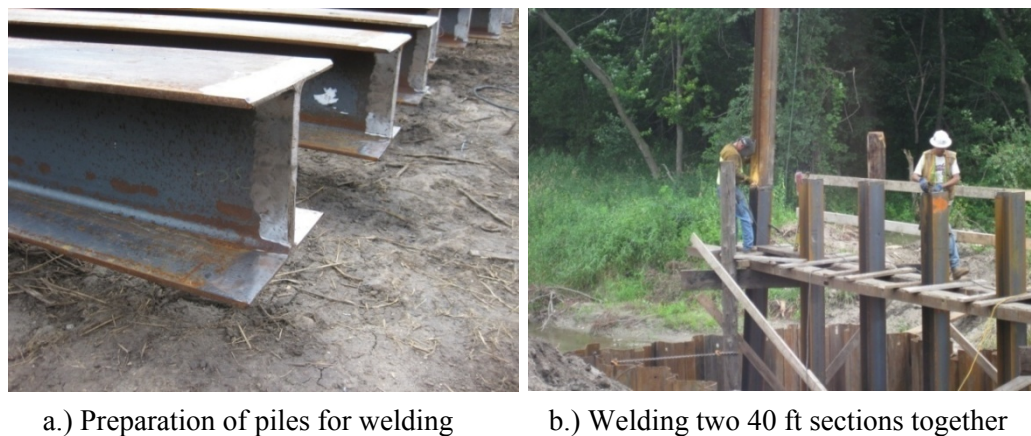 a.) Preparation of piles for welding
b.) Welding two 40 ft sections together